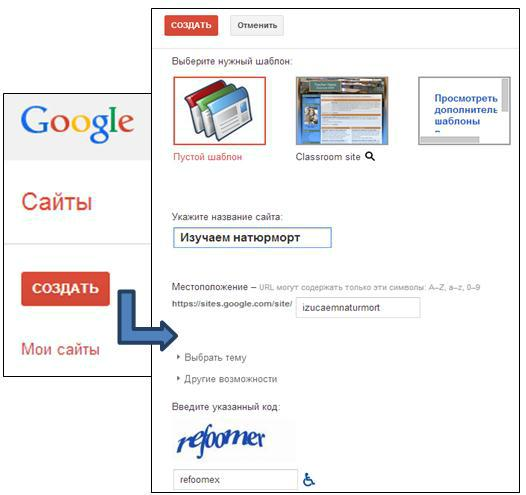 Google
Сайты
СОЗДАТЬ
Мои сайты
СОЗДАТЬ Отменить
Выберите нужный шаблон:
Просмотреть
дополнитель
шаблоны
Пустой шаблон Classroom site
Укажите название сайта:
Изучаем натюрморт
Местоположение – URL могут содержать только эти символы: A–Z, a–z, 0–9
https://sites.google.com/site/ izucaemnaturmort
Выбрать тему
Другие возможности
Введите указанный код:
refoomer
refoomex